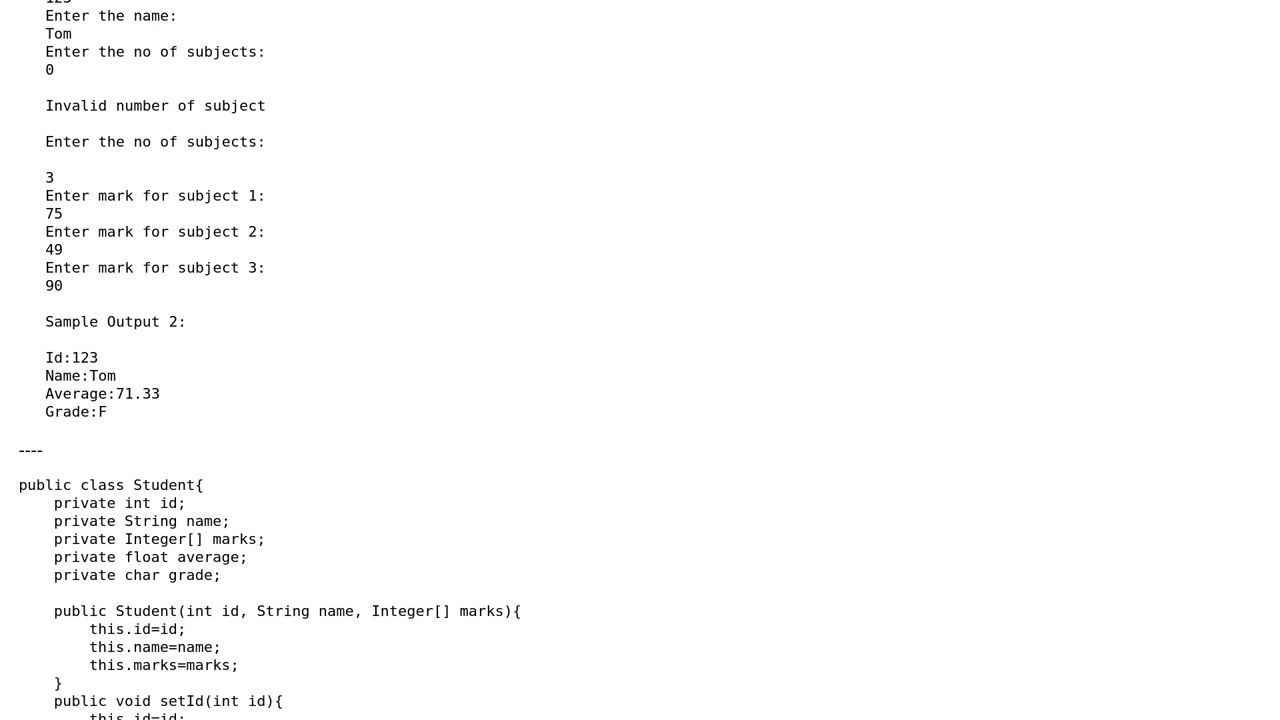 123
Enter the name:
Tom
Enter the no of subjects:
0
Invalid number of subject
Enter the no of subjects:
3
Enter mark for subject 1:
75
Enter mark for subject 2:
49
Enter mark for subject 3:
90
Sample Output 2:
Id:123
Name:Tom
Average:71.33
Grade:F
----
public class Student{
    private int id;
    private String name;
    private Integer[] marks;
    private float average;
    private char grade;
    public Student(int id, String name, Integer[] marks){
        this.id=id;
        this.name=name;
        this.marks=marks;
    }
    public void setId(int id){
        this.id=id;